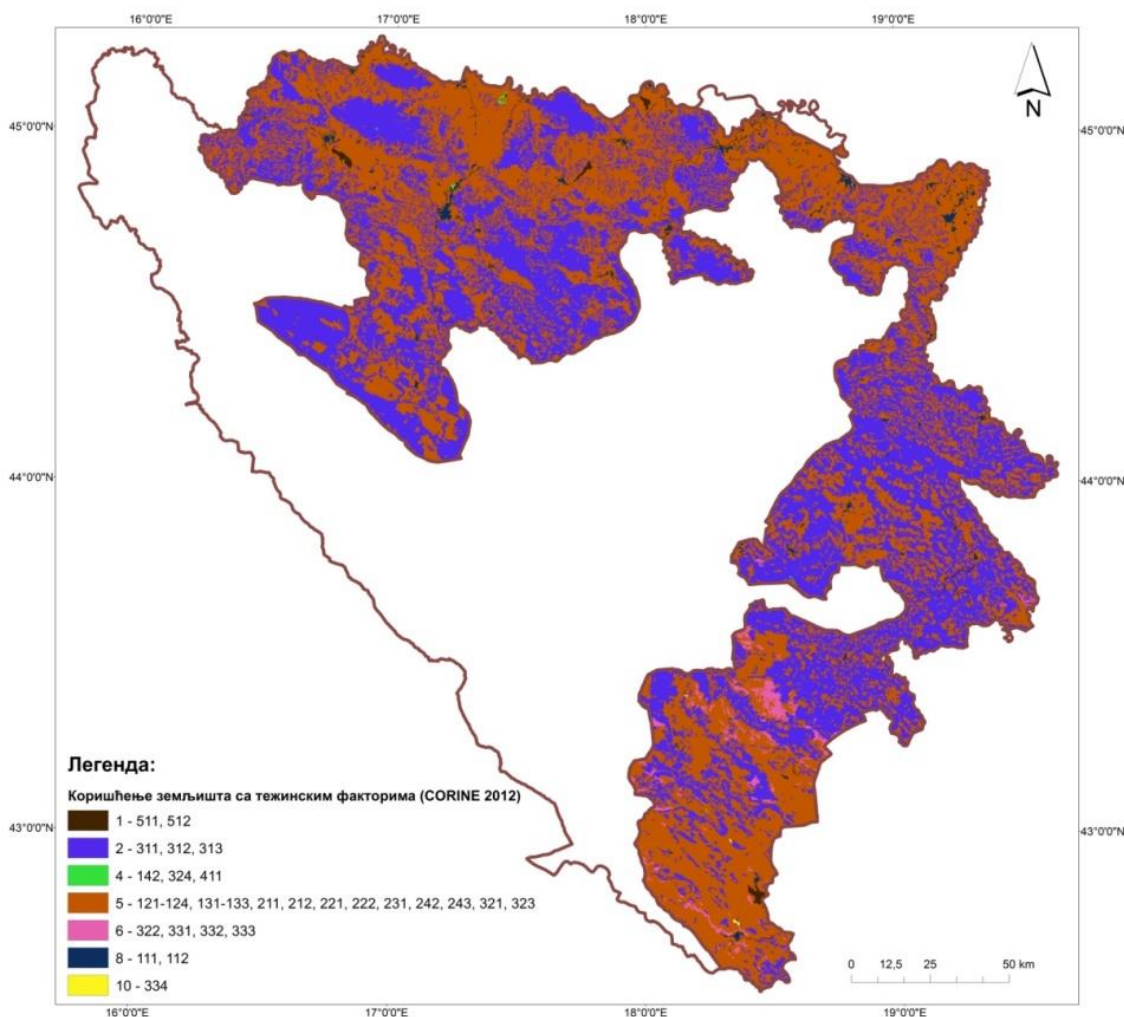 16°0'0"E 17°0'0"E 18°0'0"E 19°0'0"E
N
45°0'0"N 45°0'0"N
44°0'0"N 44°0'0"N
43°0'0"N 43°0'0"N
Легенда:
Коришћење земљишта са тежинским факторима (CORINE 2012)
1 - 511, 512
2 - 311, 312, 313
4 - 142, 324, 411
5 - 121-124, 131-133, 211, 212, 221, 222, 231, 242, 243, 321, 323
6 - 322, 331, 332, 333
8 - 111, 112
10 - 334
0 12,5 25 50 km
16°0'0"E 17°0'0"E 18°0'0"E 19°0'0"E